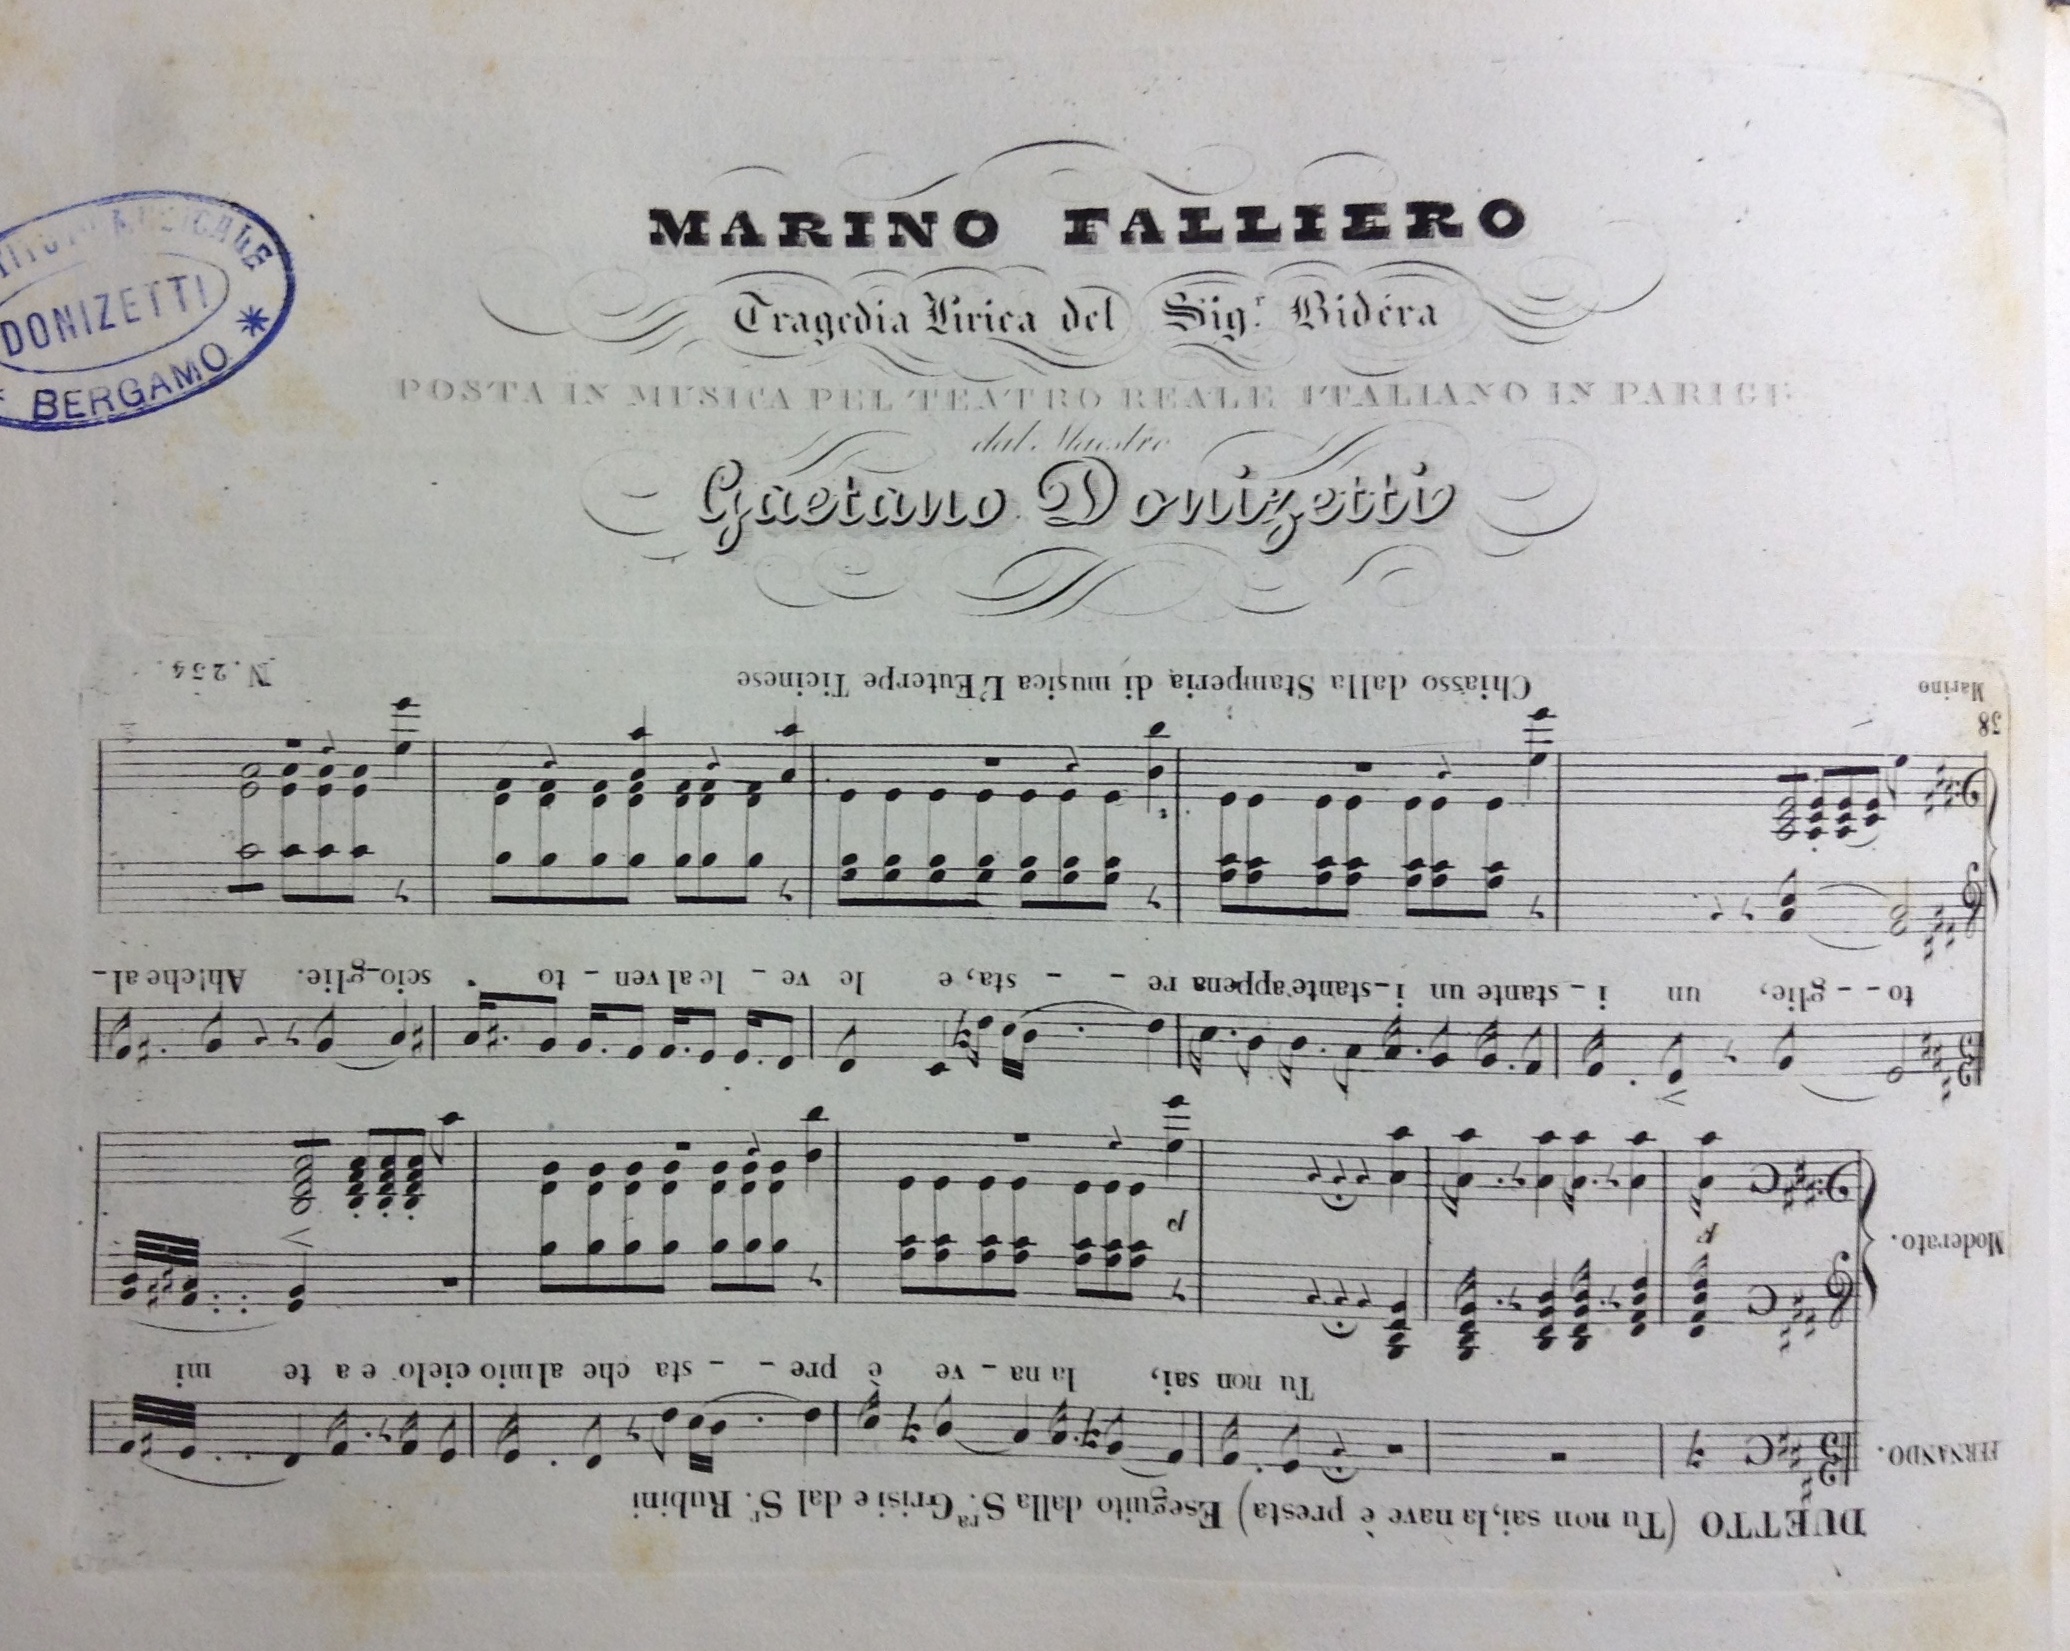 MARINO FALLIERO
Tragedia Lirica del Sig.r Bidéra
POSTA IN MUSICA PEL TEATRO REALE ITALIANO IN PARIGI
dal Maestro
Gaetano Donizetti
MUSICALE
DONIZETTI
BERGAMO
DUETTO (Tu non sai, la nave è presta) Eseguito dalla S.ra Grisi e dal S.r Rubini
FERNANDO.
Tu non sai, la na - ve è pre - - sta che al mio cielo e a te mi
Moderato.
p p
to - - glie, un i - stante un i - stante appena re - - - sta, e le ve - le al ven - to scio - glie. Ah! che al -
38
Marino
Chiasso dalla Stamperia di musica L'Euterpe Ticinese
N. 254.